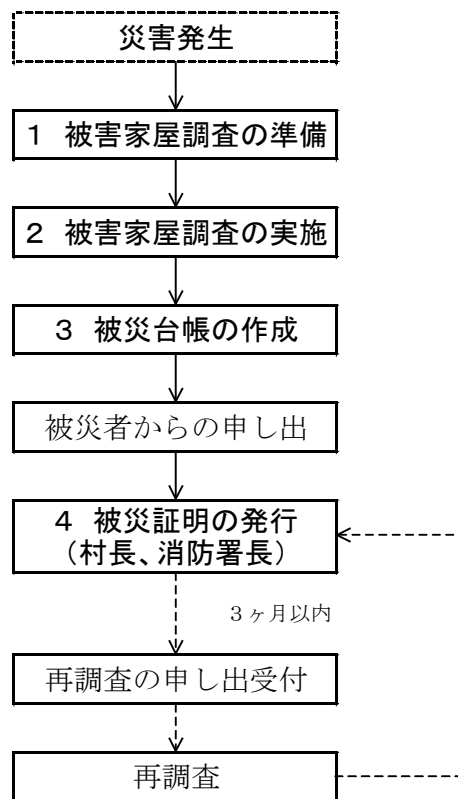 災害発生
１　被害家屋調査の準備
２　被害家屋調査の実施
３　被災台帳の作成
被災者からの申し出
４　被災証明の発行
（村長、消防署長）
３ヶ月以内
再調査の申し出受付
再調査